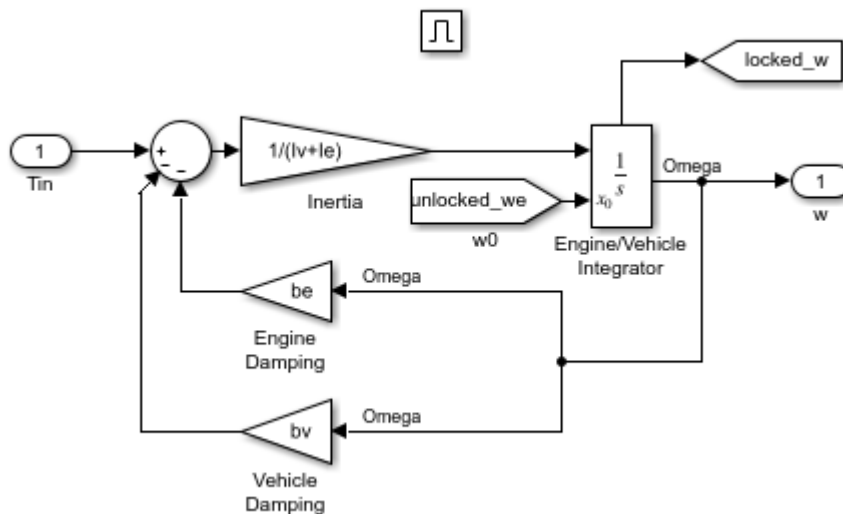 locked_w
1
Tin
+
−
−
1/(Iv+Ie)
Inertia
unlocked_we
w0
1
s
x0
Engine/Vehicle
Integrator
Omega
1
w
be
Omega
Engine
Damping
bv
Omega
Vehicle
Damping